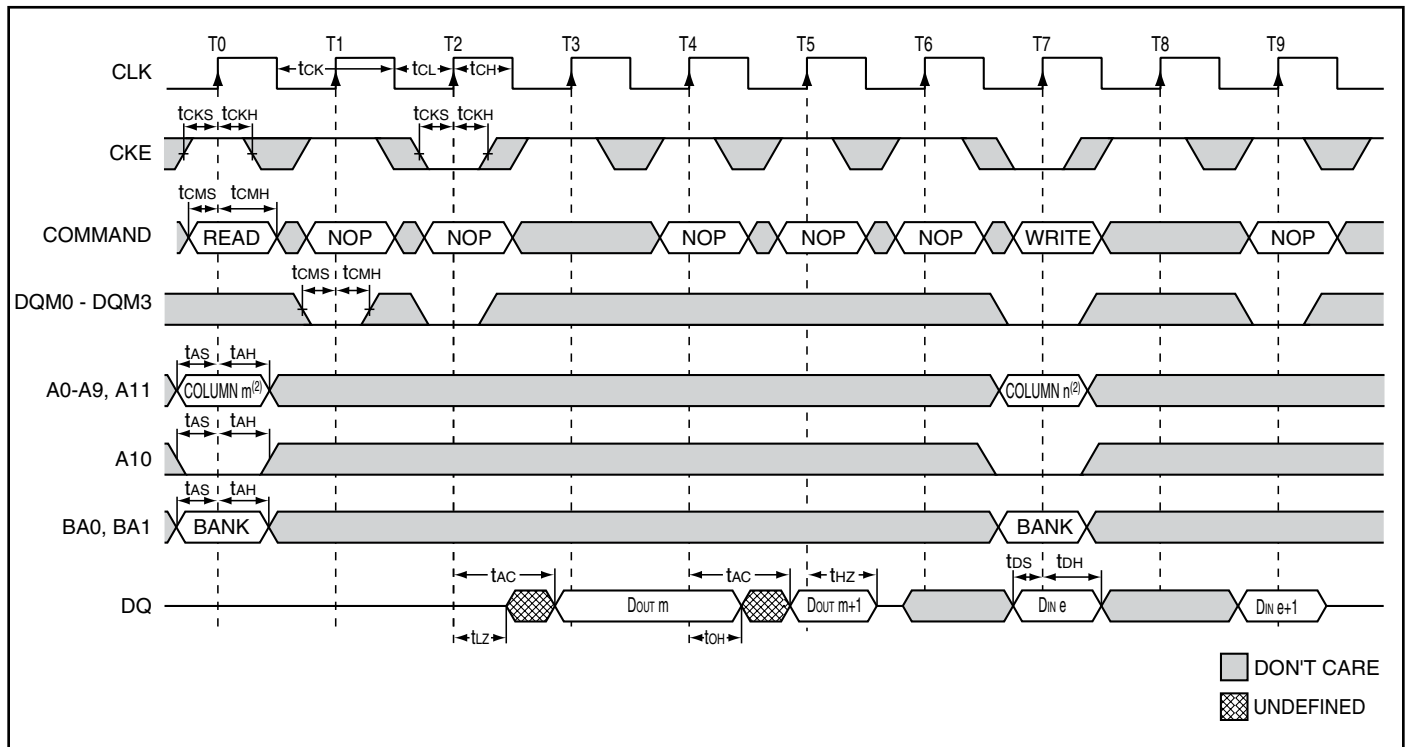 T0 T1 T2 T3 T4 T5 T6 T7 T8 T9
CLK tCK tCL tCH
tCKS tCKH tCKS tCKH
CKE
tCMS tCMH
COMMAND READ NOP NOP NOP NOP NOP WRITE NOP
tCMS tCMH
DQM0 - DQM3
tAS tAH
A0-A9, A11 COLUMN m(2) COLUMN n(2)
tAS tAH
A10
tAS tAH
BA0, BA1 BANK BANK
tAC tAC tHZ tDS tDH
DQ DOUT m DOUT m+1 DIN e DIN e+1
tLZ tOH
DON'T CARE
UNDEFINED